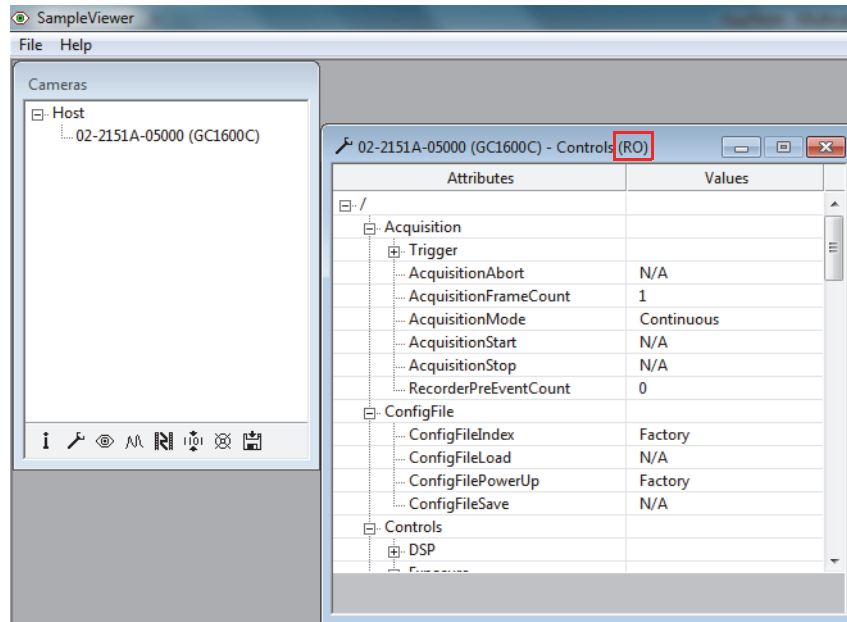 SampleViewer
File Help
Cameras
Host
02-2151A-05000 (GC1600C)
02-2151A-05000 (GC1600C) - Controls (RO)
Attributes Values
/
Acquisition
Trigger
AcquisitionAbort N/A
AcquisitionFrameCount 1
AcquisitionMode Continuous
AcquisitionStart N/A
AcquisitionStop N/A
RecorderPreEventCount 0
ConfigFile
ConfigFileIndex Factory
ConfigFileLoad N/A
ConfigFilePowerUp Factory
ConfigFileSave N/A
Controls
DSP